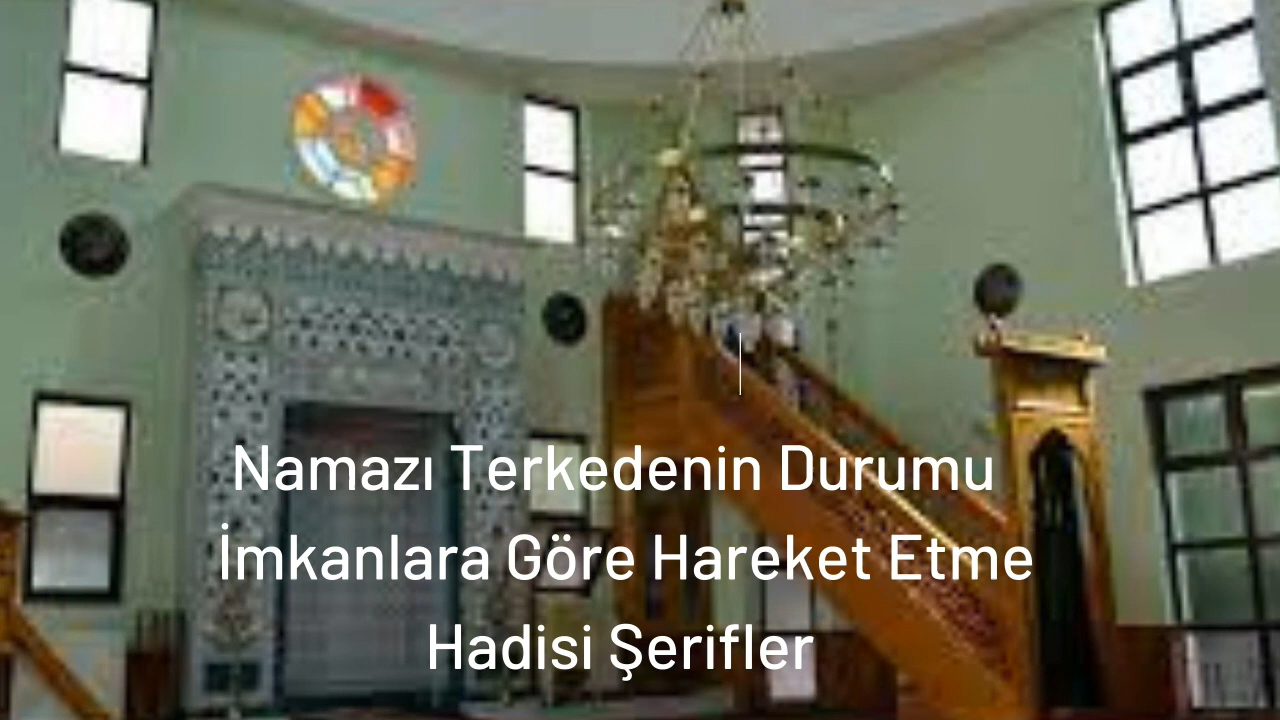 Namazı Terkedenin Durumu
İmkanlara Göre Hareket Etme
Hadisi Şerifler